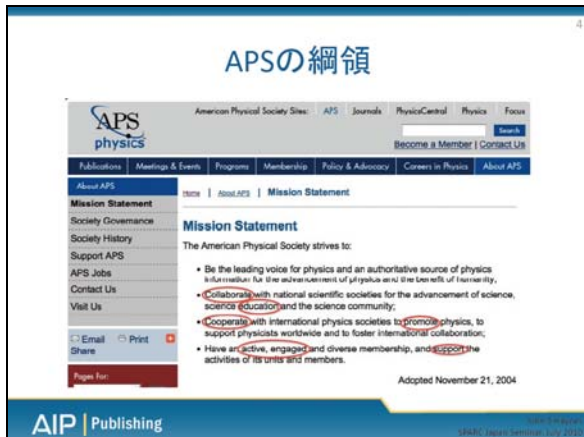 4
APSの綱領
APS
physics
American Physical Society Sites: APS Journals PhysicsCentral Physics Focus
Search
Become a Member | Contact Us
Publications Meetings & Events Programs Membership Policy & Advocacy Careers in Physics About APS
About APS
Mission Statement
Society Governance
Society History
Support APS
APS Jobs
Contact Us
Visit Us
Email Print
Share
Pages For:
Home | About APS | Mission Statement
Mission Statement
The American Physical Society strives to:
• Be the leading voice for physics and an authoritative source of physics
information for the advancement of physics and the benefit of humanity;
• Collaborate with national scientific societies for the advancement of science,
science education and the science community;
• Cooperate with international physics societies to promote physics, to
support physicists worldwide and to foster international collaboration;
• Have an active, engaged and diverse membership, and support the
activities of its units and members.
Adopted November 21, 2004
AIP | Publishing
SPARC Japan Seminar, July 2010